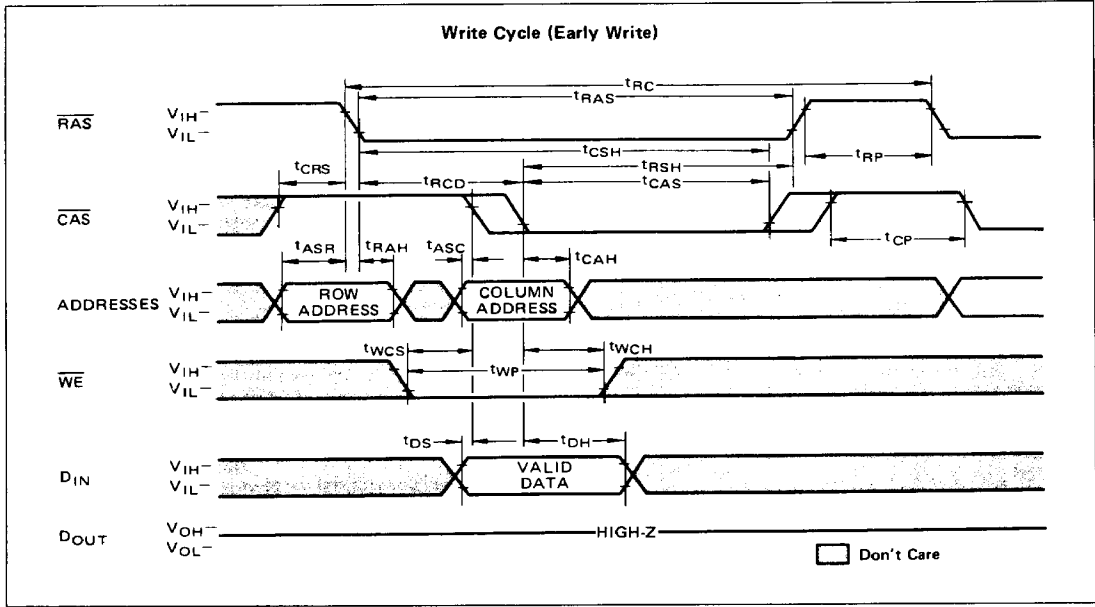 Write Cycle (Early Write)
tRC
tRAS
RAS
VIH
VIL
tCSH
tRP
tRSH
tCRS
tRCD
tCAS
CAS
VIH
VIL
tCP
tASR
tRAH
tASC
tCAH
ADDRESSES
VIH
VIL
ROW
ADDRESS
COLUMN
ADDRESS
tWCS
tWCH
tWP
WE
VIH
VIL
tDS
tDH
DIN
VIH
VIL
VALID
DATA
DOUT
VOH
VOL
HIGH-Z
Don't Care